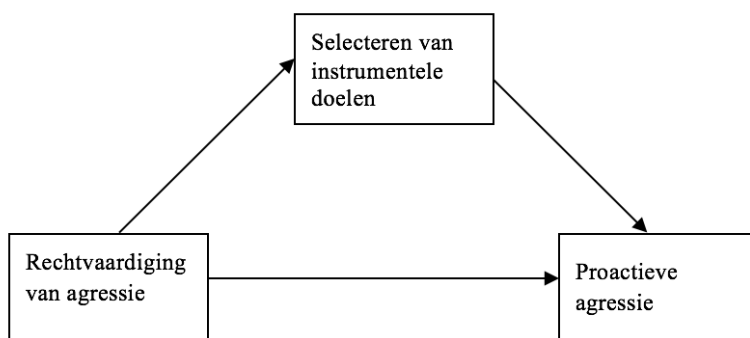 Selecteren van
instrumentele
doelen
Rechtvaardiging
van agressie
Proactieve
agressie